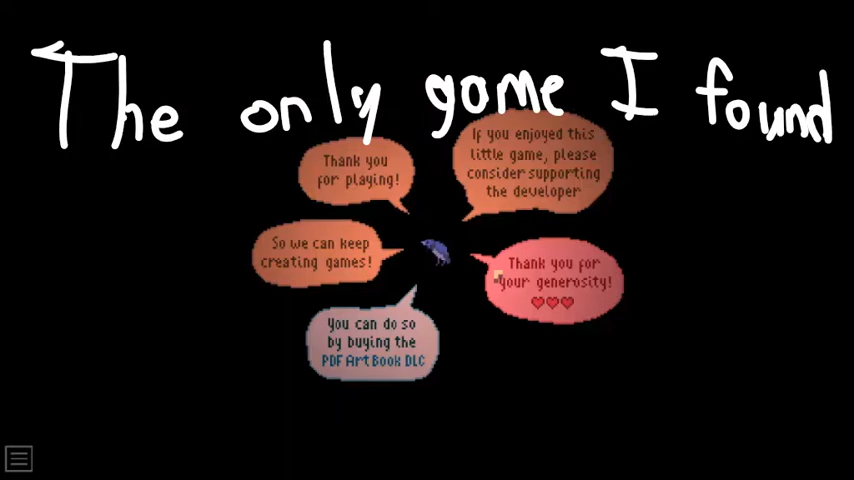 The only game I found
Thank you
for playing!
If you enjoyed this
little game, please
consider supporting
the developer
So we can keep
creating games!
Thank you for
your generosity!
You can do so
by buying the
PDF Art Book DLC